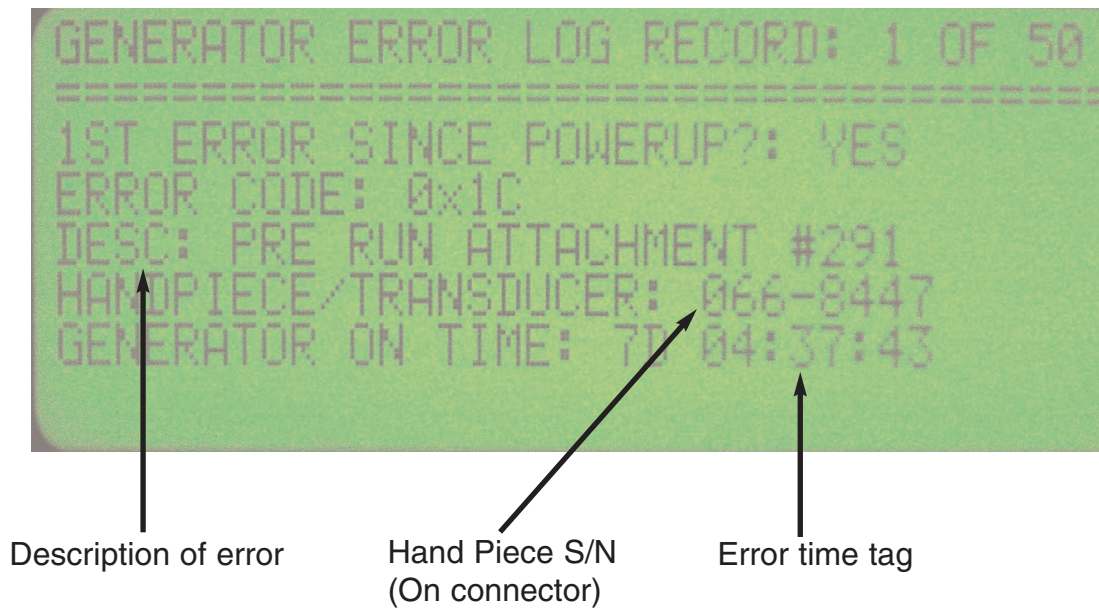 GENERATOR ERROR LOG RECORD: 1 OF 50
==================================
1ST ERROR SINCE POWERUP?: YES
ERROR CODE: 0x1C
DESC: PRE RUN ATTACHMENT #291
HANDPIECE/TRANSDUCER: 066-8447
GENERATOR ON TIME: 7D 04:37:43
Description of error
Hand Piece S/N
(On connector)
Error time tag